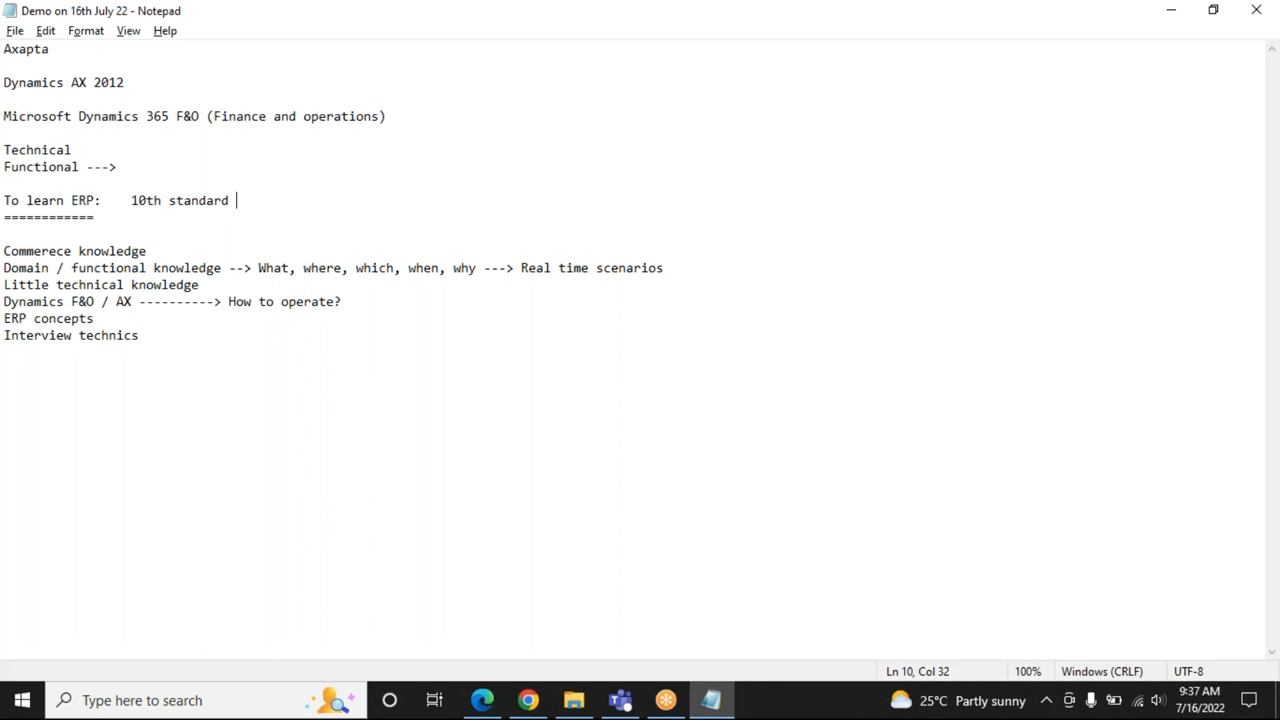 Demo on 16th July 22 - Notepad
File Edit Format View Help
Axapta
Dynamics AX 2012
Microsoft Dynamics 365 F&O (Finance and operations)
Technical
Functional --->
To learn ERP:    10th standard
============
Commerece knowledge
Domain / functional knowledge --> What, where, which, when, why ---> Real time scenarios
Little technical knowledge
Dynamics F&O / AX ----------> How to operate?
ERP concepts
Interview technics
Ln 10, Col 32 100% Windows (CRLF) UTF-8
Type here to search
25°C Partly sunny
9:37 AM
7/16/2022